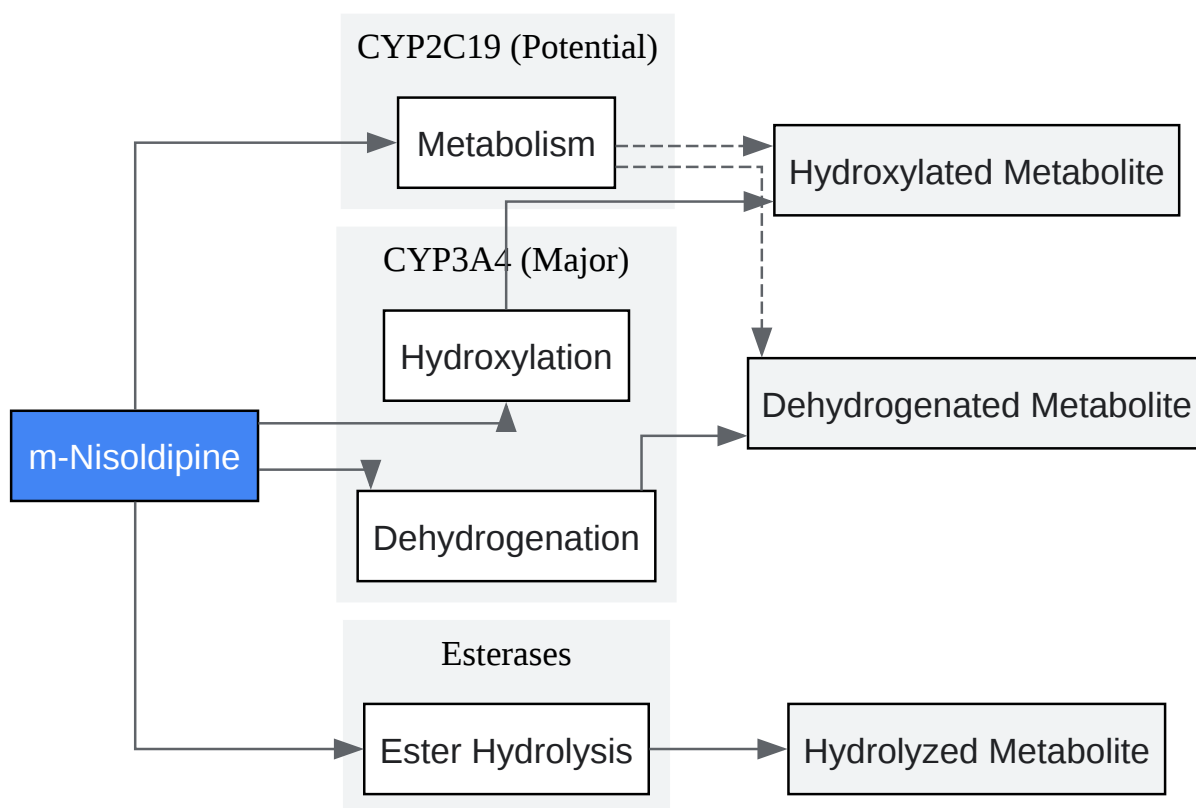 CYP2C19 (Potential)
Metabolism
Hydroxylated Metabolite
CYP3A4 (Major)
Hydroxylation
Dehydrogenated Metabolite
m-Nisoldipine
Dehydrogenation
Esterases
Ester Hydrolysis
Hydrolyzed Metabolite